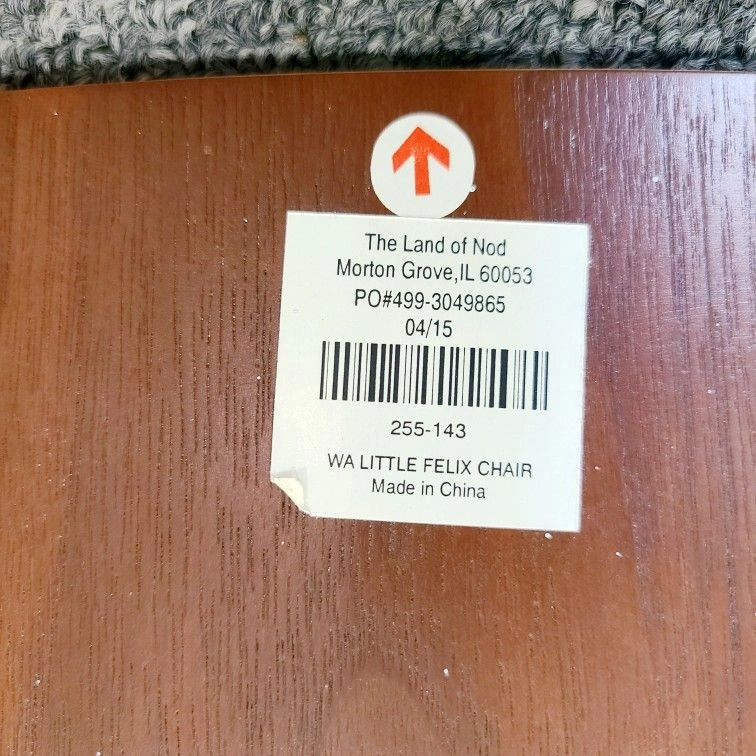 The Land of Nod
Morton Grove,IL 60053
PO#499-3049865
04/15
255-143
WA LITTLE FELIX CHAIR
Made in China